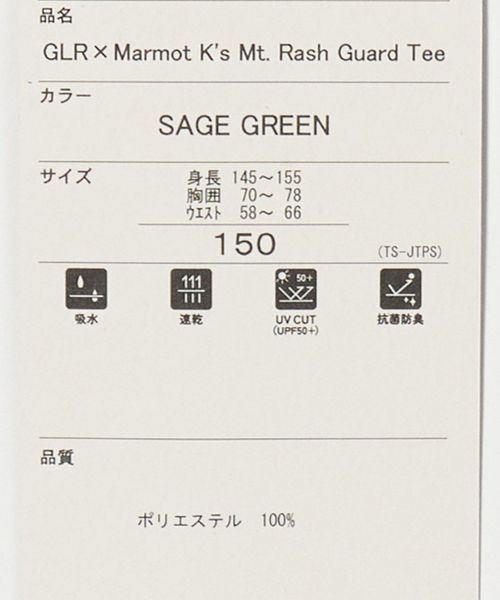 品名
GLR×Marmot K's Mt. Rash Guard Tee
カラー
SAGE GREEN
サイズ
身長 145～155
胸囲 70～ 78
ウエスト 58～ 66
150
(TS-JTPS)
50+
吸水 速乾 UV CUT 抗菌防臭
(UPF50+)
品質
ポリエステル 100%